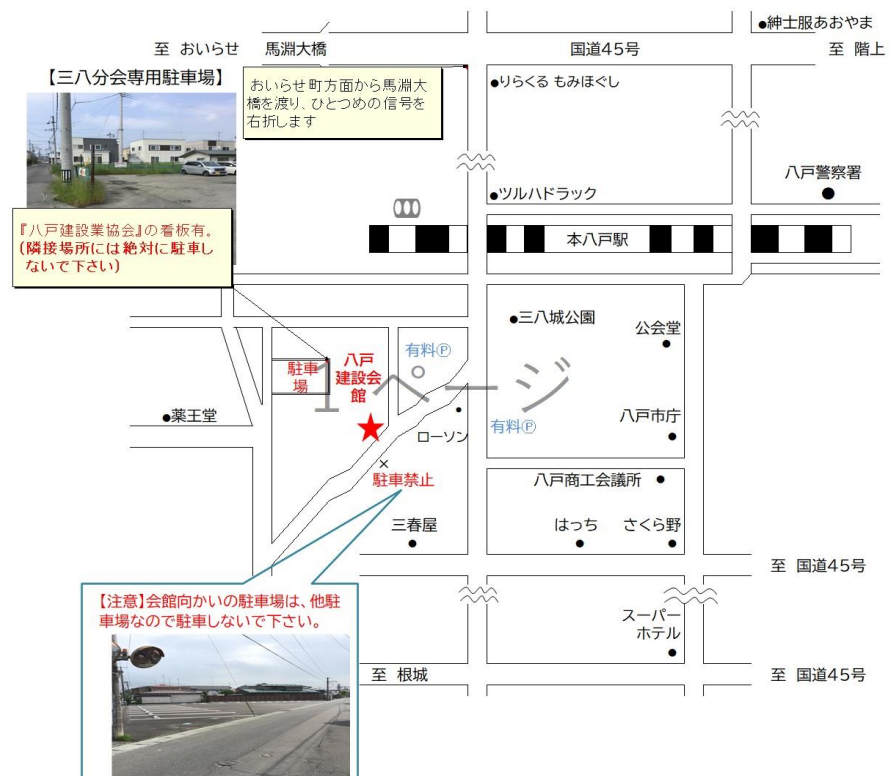 ●紳士服あおやま
至 おいらせ
馬淵大橋
国道45号
至 階上
【三八分会専用駐車場】
おいらせ町方面から馬淵大
橋を渡り、ひとつめの信号を
右折します
●りらくる もみほぐし
八戸警察署
●ツルハドラック
『八戸建設業協会』の看板有。
(隣接場所には絶対に駐車し
ないで下さい)
本八戸駅
●三八城公園
公会堂
有料Ⓟ
八戸
建設会
館
駐車
場
1 ページ
●薬王堂
★
ローソン
有料Ⓟ
八戸市庁
×
駐車禁止
八戸商工会議所 ●
三春屋
はっち
さくら野
至 国道45号
【注意】会館向かいの駐車場は、他駐
車場なので駐車しないで下さい。
スーパー
ホテル
至 根城
至 国道45号